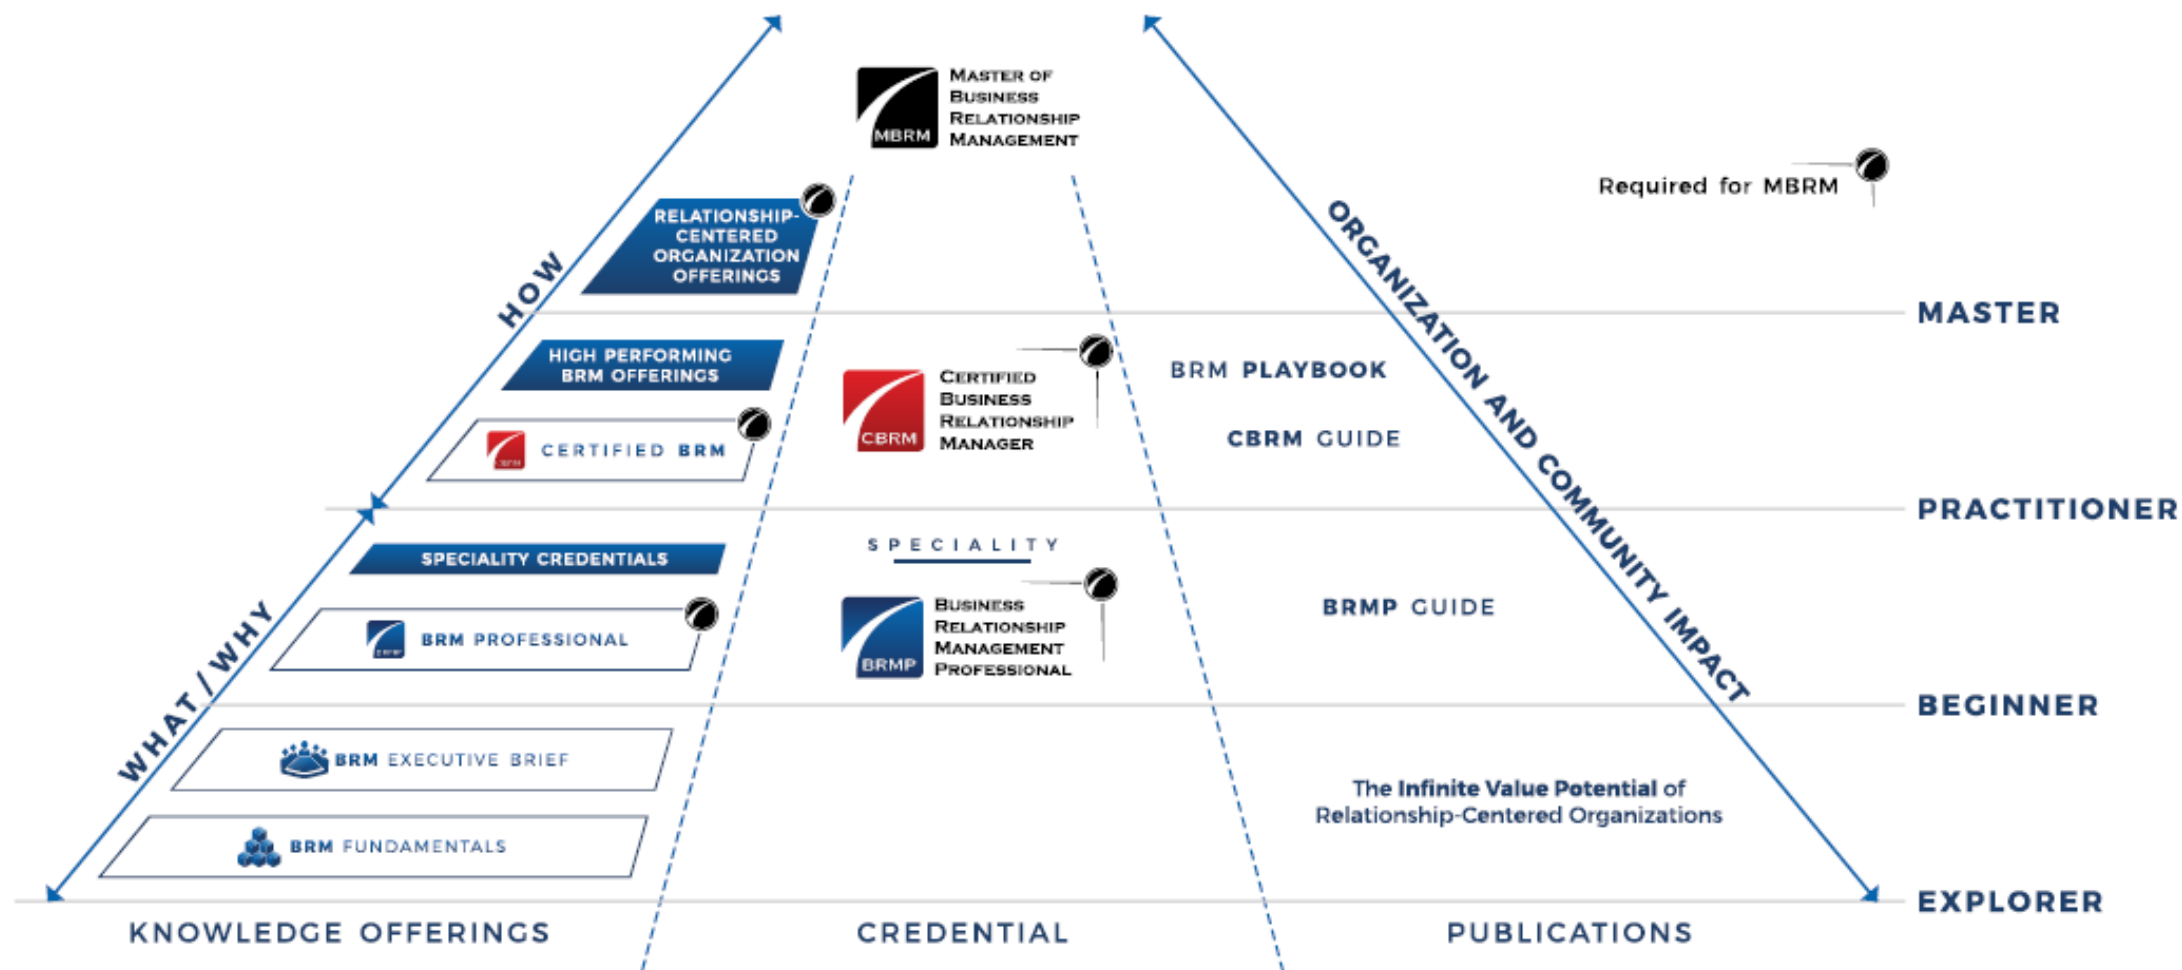 MASTER OF
BUSINESS
RELATIONSHIP
MANAGEMENT
MBRM
Required for MBRM
RELATIONSHIP-
CENTERED
ORGANIZATION
OFFERINGS
HOW
ORGANIZATION AND COMMUNITY IMPACT
MASTER
HIGH PERFORMING
BRM OFFERINGS
CERTIFIED
BUSINESS
RELATIONSHIP
MANAGER
CBRM
BRM PLAYBOOK
CERTIFIED BRM
CBRM GUIDE
PRACTITIONER
SPECIALITY CREDENTIALS
SPECIALITY
WHAT / WHY
BRM PROFESSIONAL
BUSINESS
RELATIONSHIP
MANAGEMENT
PROFESSIONAL
BRMP
BRMP GUIDE
BEGINNER
BRM EXECUTIVE BRIEF
The Infinite Value Potential of
Relationship-Centered Organizations
BRM FUNDAMENTALS
EXPLORER
KNOWLEDGE OFFERINGS
CREDENTIAL
PUBLICATIONS